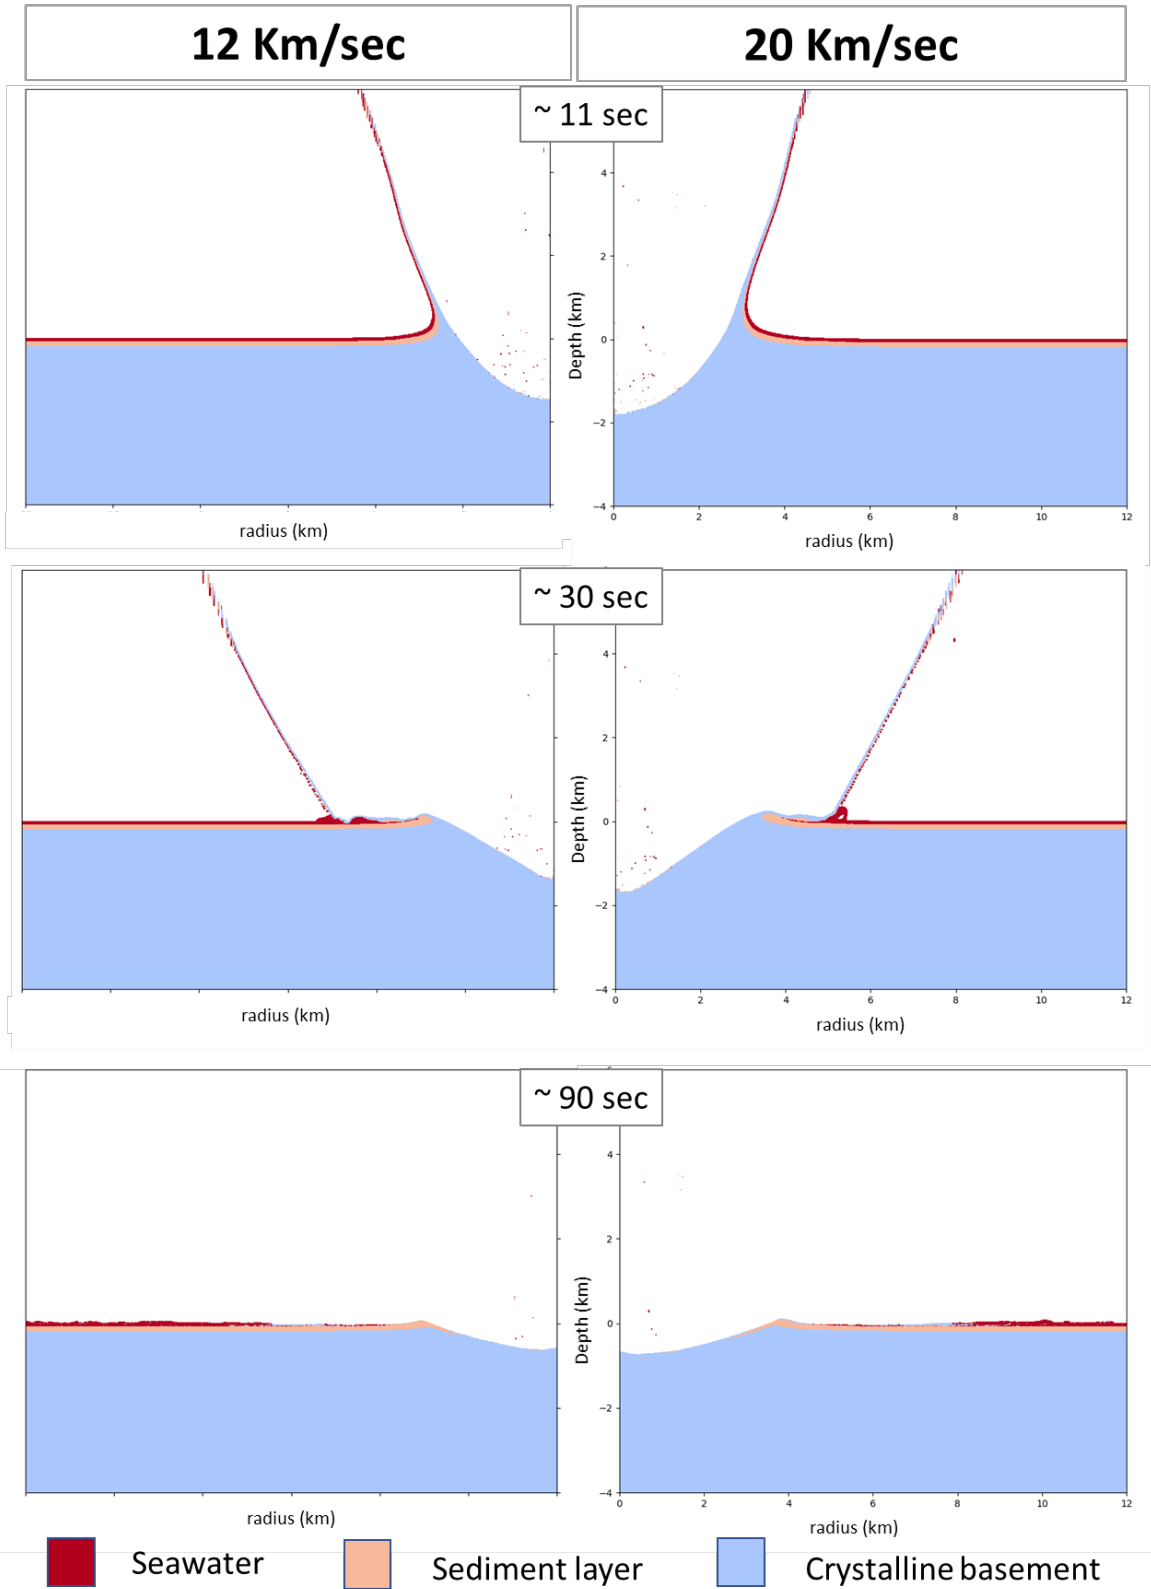 12 Km/sec
20 Km/sec
~ 11 sec
4
2
0
−2
−4
Depth (km)
0 2 4 6 8 10 12
radius (km)
radius (km)
~ 30 sec
4
2
0
−2
−4
Depth (km)
0 2 4 6 8 10 12
radius (km)
radius (km)
~ 90 sec
4
2
0
−2
−4
Depth (km)
0 2 4 6 8 10 12
radius (km)
radius (km)
Seawater
Sediment layer
Crystalline basement